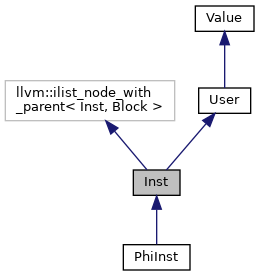 Value
llvm::ilist_node_with
_parent< Inst, Block >
User
Inst
PhiInst